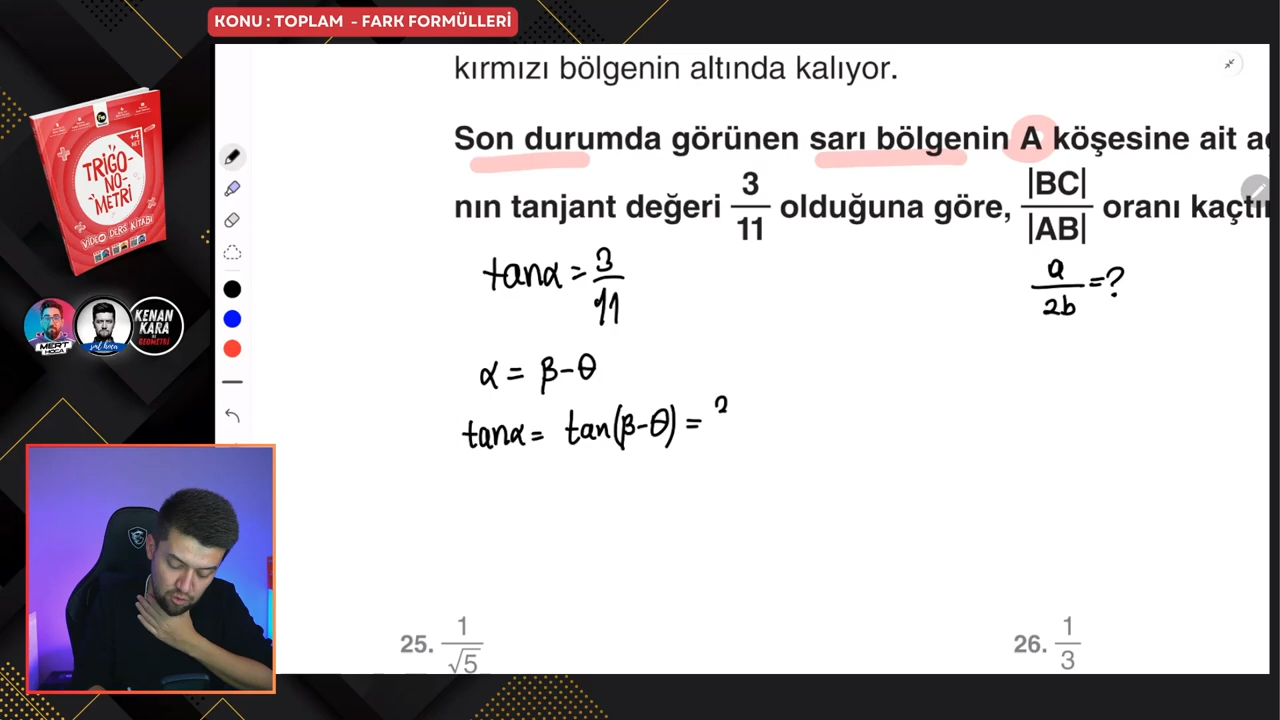 KONU : TOPLAM - FARK FORMÜLLERİ
kırmızı bölgenin altında kalıyor.
Son durumda görünen sarı bölgenin A köşesine ait aç
nın tanjant değeri 3/11 olduğuna göre, |BC|/|AB| oranı kaçtır
tanα = 3/11
a/2b = ?
α = β-θ
tanα = tan(β-θ) =
25. 1/√5
26. 1/3
+4 NET
TRİGO-
NO-
METRİ
VİDEO DERS KİTABI
MERT
HOCA
KENAN
KARA
GEOMETRİ